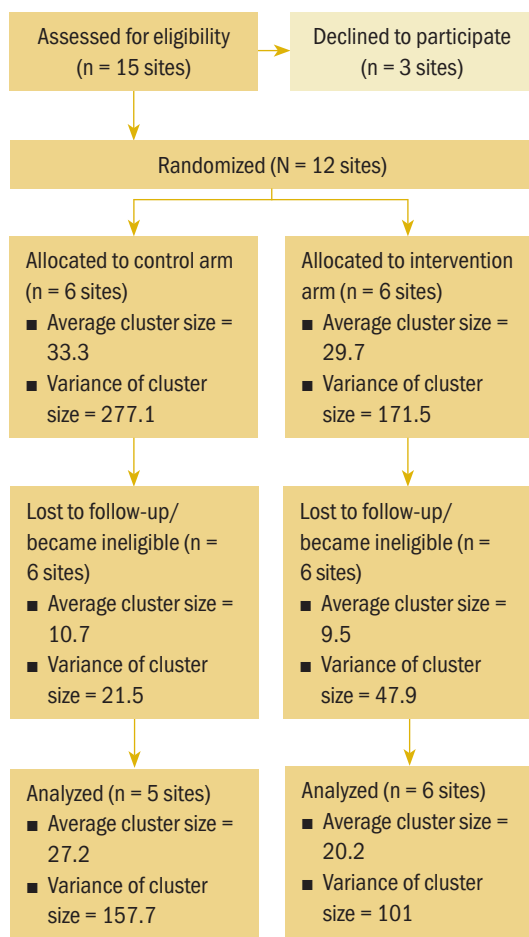 Assessed for eligibility
(n = 15 sites)
Declined to participate
(n = 3 sites)
Randomized (N = 12 sites)
Allocated to control arm
(n = 6 sites)
■ Average cluster size =
33.3
■ Variance of cluster
size = 277.1
Allocated to intervention
arm (n = 6 sites)
■ Average cluster size =
29.7
■ Variance of cluster
size = 171.5
Lost to follow-up/
became ineligible (n =
6 sites)
■ Average cluster size =
10.7
■ Variance of cluster
size = 21.5
Lost to follow-up/
became ineligible (n =
6 sites)
■ Average cluster size =
9.5
■ Variance of cluster
size = 47.9
Analyzed (n = 5 sites)
■ Average cluster size =
27.2
■ Variance of cluster
size = 157.7
Analyzed (n = 6 sites)
■ Average cluster size =
20.2
■ Variance of cluster
size = 101